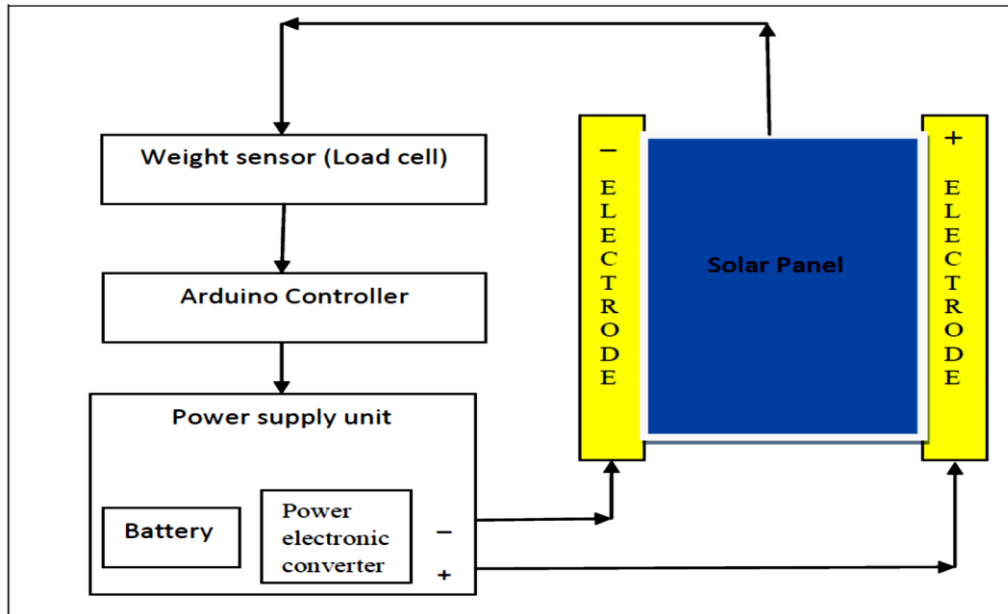 Weight sensor (Load cell)
Arduino Controller
Power supply unit
Battery
Power
electronic
converter
−
+
−
E
L
E
C
T
R
O
D
E
Solar Panel
+
E
L
E
C
T
R
O
D
E